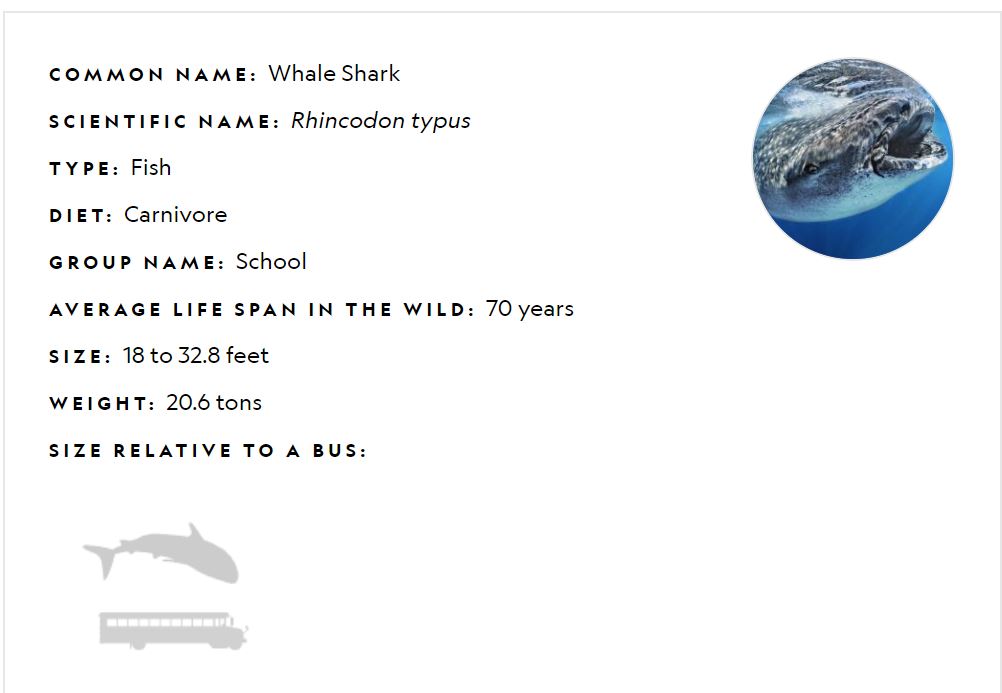 COMMON NAME: Whale Shark
SCIENTIFIC NAME: Rhincodon typus
TYPE: Fish
DIET: Carnivore
GROUP NAME: School
AVERAGE LIFE SPAN IN THE WILD: 70 years
SIZE: 18 to 32.8 feet
WEIGHT: 20.6 tons
SIZE RELATIVE TO A BUS: